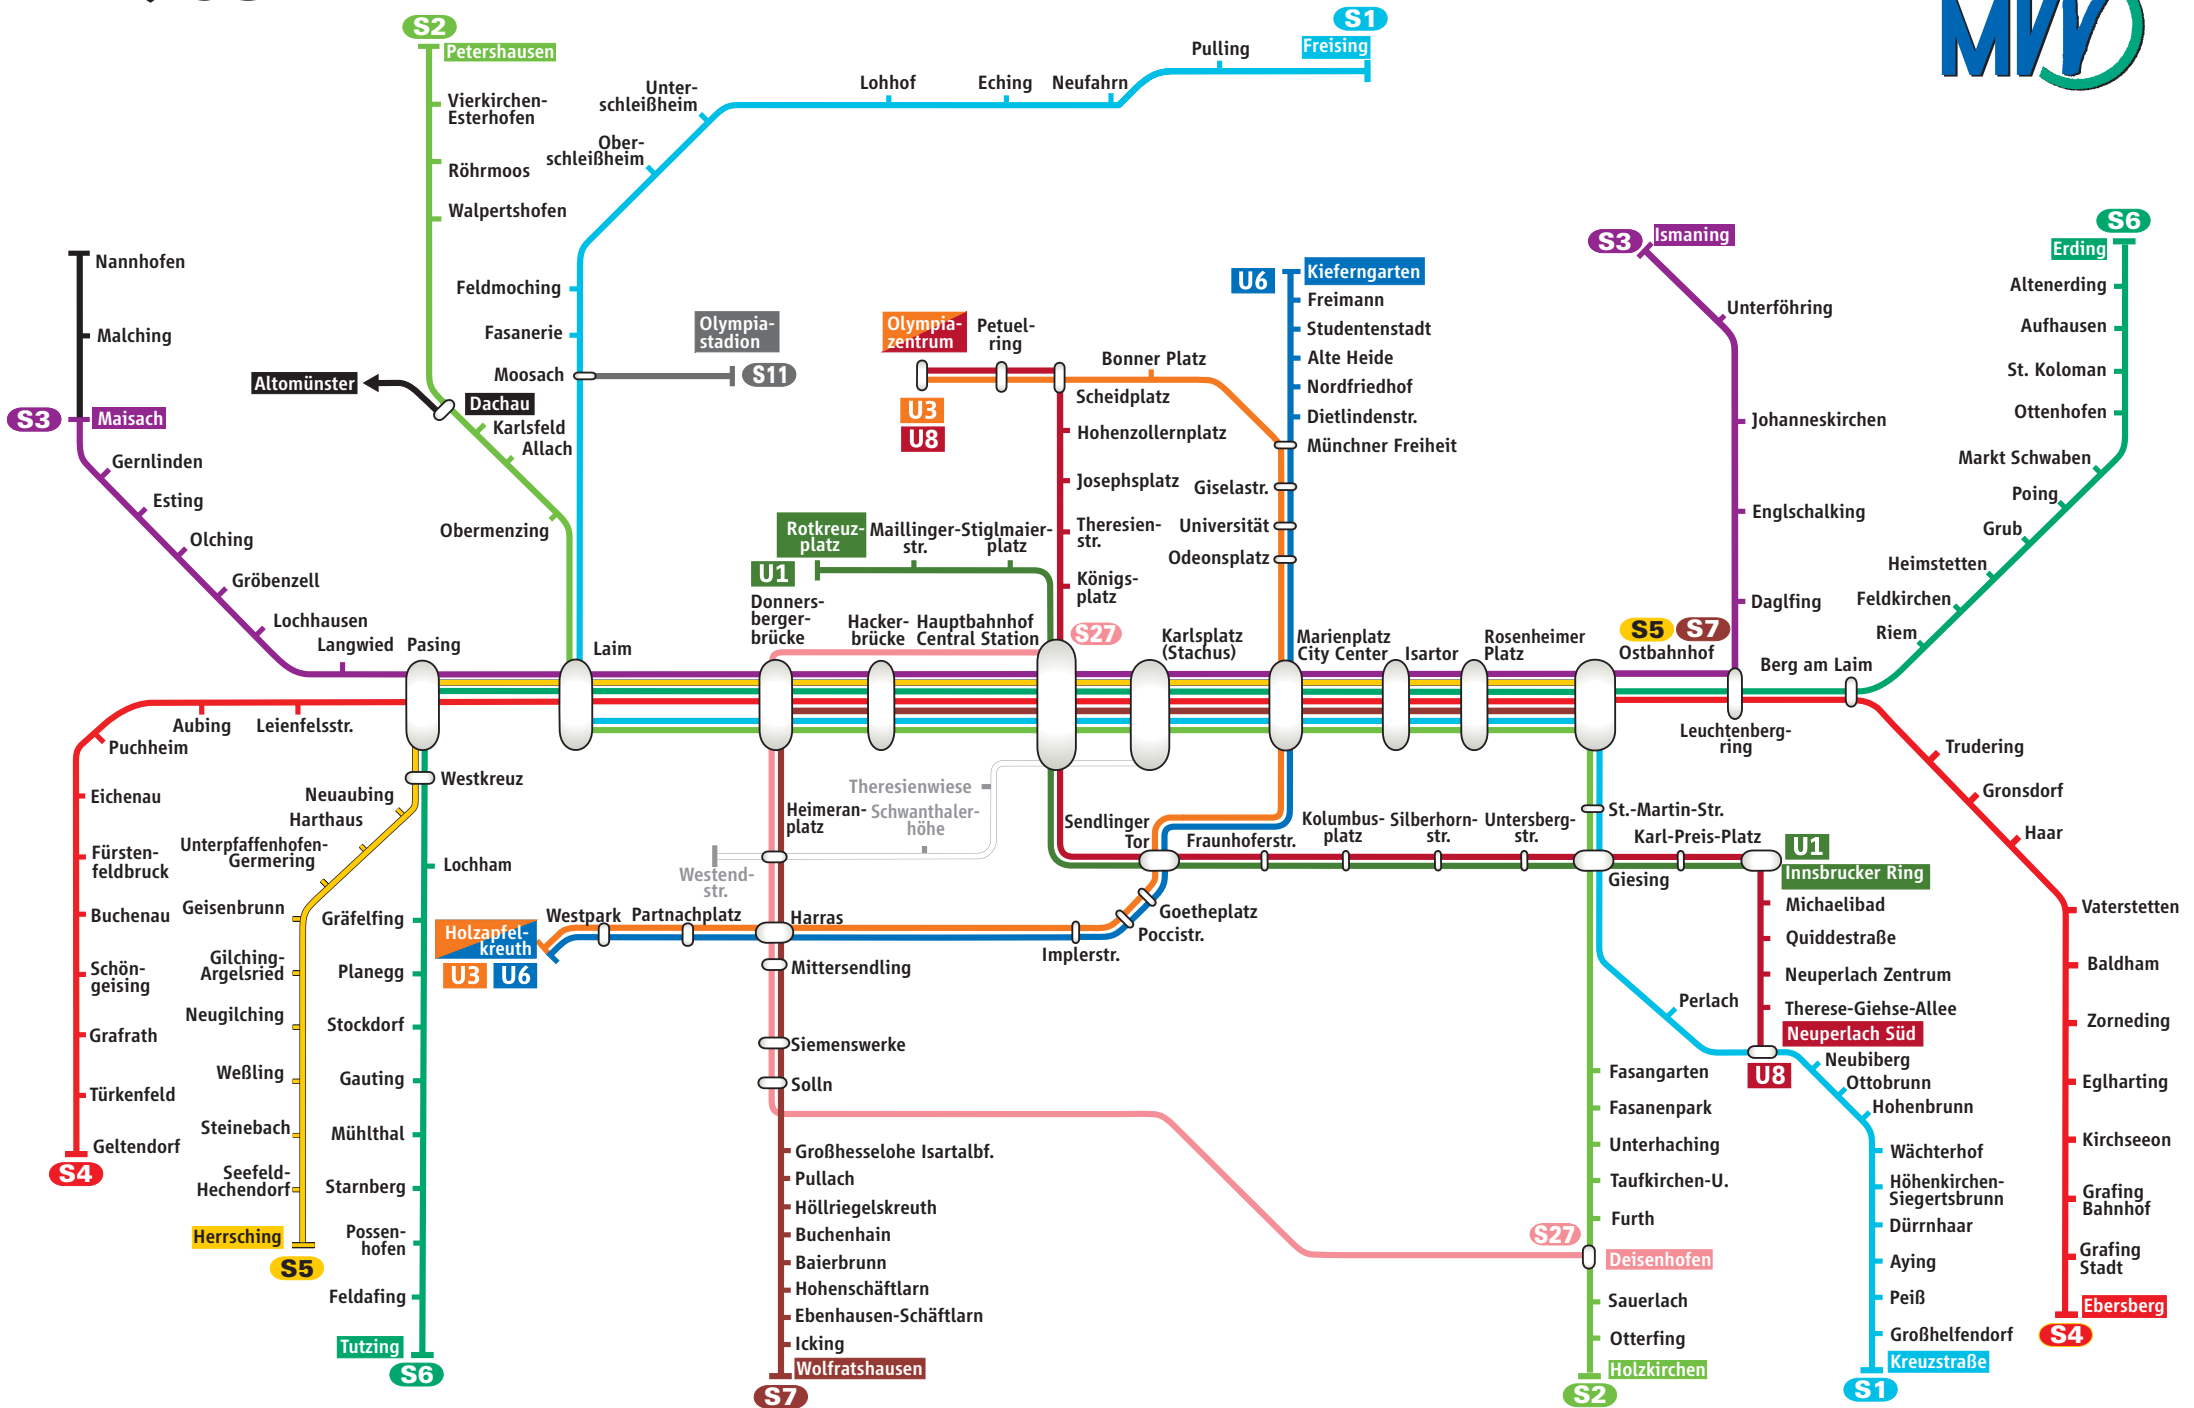 S2
Petershausen
Vierkirchen-
Esterhofen
Röhrmoos
Walpertshofen
S1
Freising
Pulling
Neufahrn
Eching
Lohhof
Unter-
schleißheim
Ober-
schleißheim
Feldmoching
Fasanerie
Moosach
MVV
Olympia-
stadion
S11
Nannhofen
Malching
S3
Maisach
Gernlinden
Esting
Olching
Gröbenzell
Lochhausen
Langwied
Pasing
Altomünster
Dachau
Karlsfeld
Allach
Obermenzing
Laim
Olympia-
zentrum
Petuel-
ring
U3
U8
Scheidplatz
Bonner Platz
Hohenzollernplatz
Josephsplatz
Theresien-
str.
Königs-
platz
U6
Kieferngarten
Freimann
Studentenstadt
Alte Heide
Nordfriedhof
Dietlindenstr.
Münchner Freiheit
Giselastr.
Universität
Odeonsplatz
Rotkreuz-
platz
Maillinger-
str.
Stiglmaier-
platz
U1
Donners-
berger-
brücke
Hacker-
brücke
Hauptbahnhof
Central Station
S27
Karlsplatz
(Stachus)
Marienplatz
City Center
Isartor
Rosenheimer
Platz
S5 S7
Ostbahnhof
S3
Ismaning
Unterföhring
Johanneskirchen
Englschalking
Daglfing
Leuchtenberg-
ring
Berg am Laim
S6
Erding
Altenerding
Aufhausen
St. Koloman
Ottenhofen
Markt Schwaben
Poing
Grub
Heimstetten
Feldkirchen
Riem
Trudering
Gronsdorf
Haar
Vaterstetten
Baldham
Zorneding
Eglharting
Kirchseeon
Grafing
Bahnhof
Grafing
Stadt
Ebersberg
S4
Leienfelsstr.
Aubing
Puchheim
Eichenau
Fürsten-
feldbruck
Buchenau
Schön-
geising
Grafrath
Türkenfeld
Geltendorf
S4
Westkreuz
Neuaubing
Harthaus
Unterpfaffenhofen-
Germering
Geisenbrunn
Gilching-
Argelsried
Neugilching
Weßling
Steinebach
Seefeld-
Hechendorf
Herrsching
S5
Lochham
Gräfelfing
Planegg
Stockdorf
Gauting
Mühlthal
Starnberg
Possen-
hofen
Feldafing
Tutzing
S6
Theresienwiese
Schwanthaler-
höhe
Westend-
str.
Heimeran-
platz
Holzapfel-
kreuth
U3 U6
Westpark
Partnachplatz
Harras
Mittersendling
Siemenswerke
Solln
Großhesselohe Isartalbf.
Pullach
Höllriegelskreuth
Buchenhain
Baierbrunn
Hohenschäftlarn
Ebenhausen-Schäftlarn
Icking
Wolfratshausen
S7
Implerstr.
Poccistr.
Goetheplatz
Sendlinger
Tor
Fraunhoferstr.
Kolumbus-
platz
Silberhorn-
str.
Untersberg-
str.
St.-Martin-Str.
Giesing
Karl-Preis-Platz
U1
Innsbrucker Ring
Michaelibad
Quiddestraße
Neuperlach Zentrum
Therese-Giehse-Allee
Neuperlach Süd
U8
Perlach
Neubiberg
Ottobrunn
Hohenbrunn
Wächterhof
Höhenkirchen-
Siegertsbrunn
Dürrnhaar
Aying
Peiß
Großhelfendorf
Kreuzstraße
S1
Fasangarten
Fasanenpark
Unterhaching
Taufkirchen-U.
Furth
S27
Deisenhofen
Sauerlach
Otterfing
Holzkirchen
S2